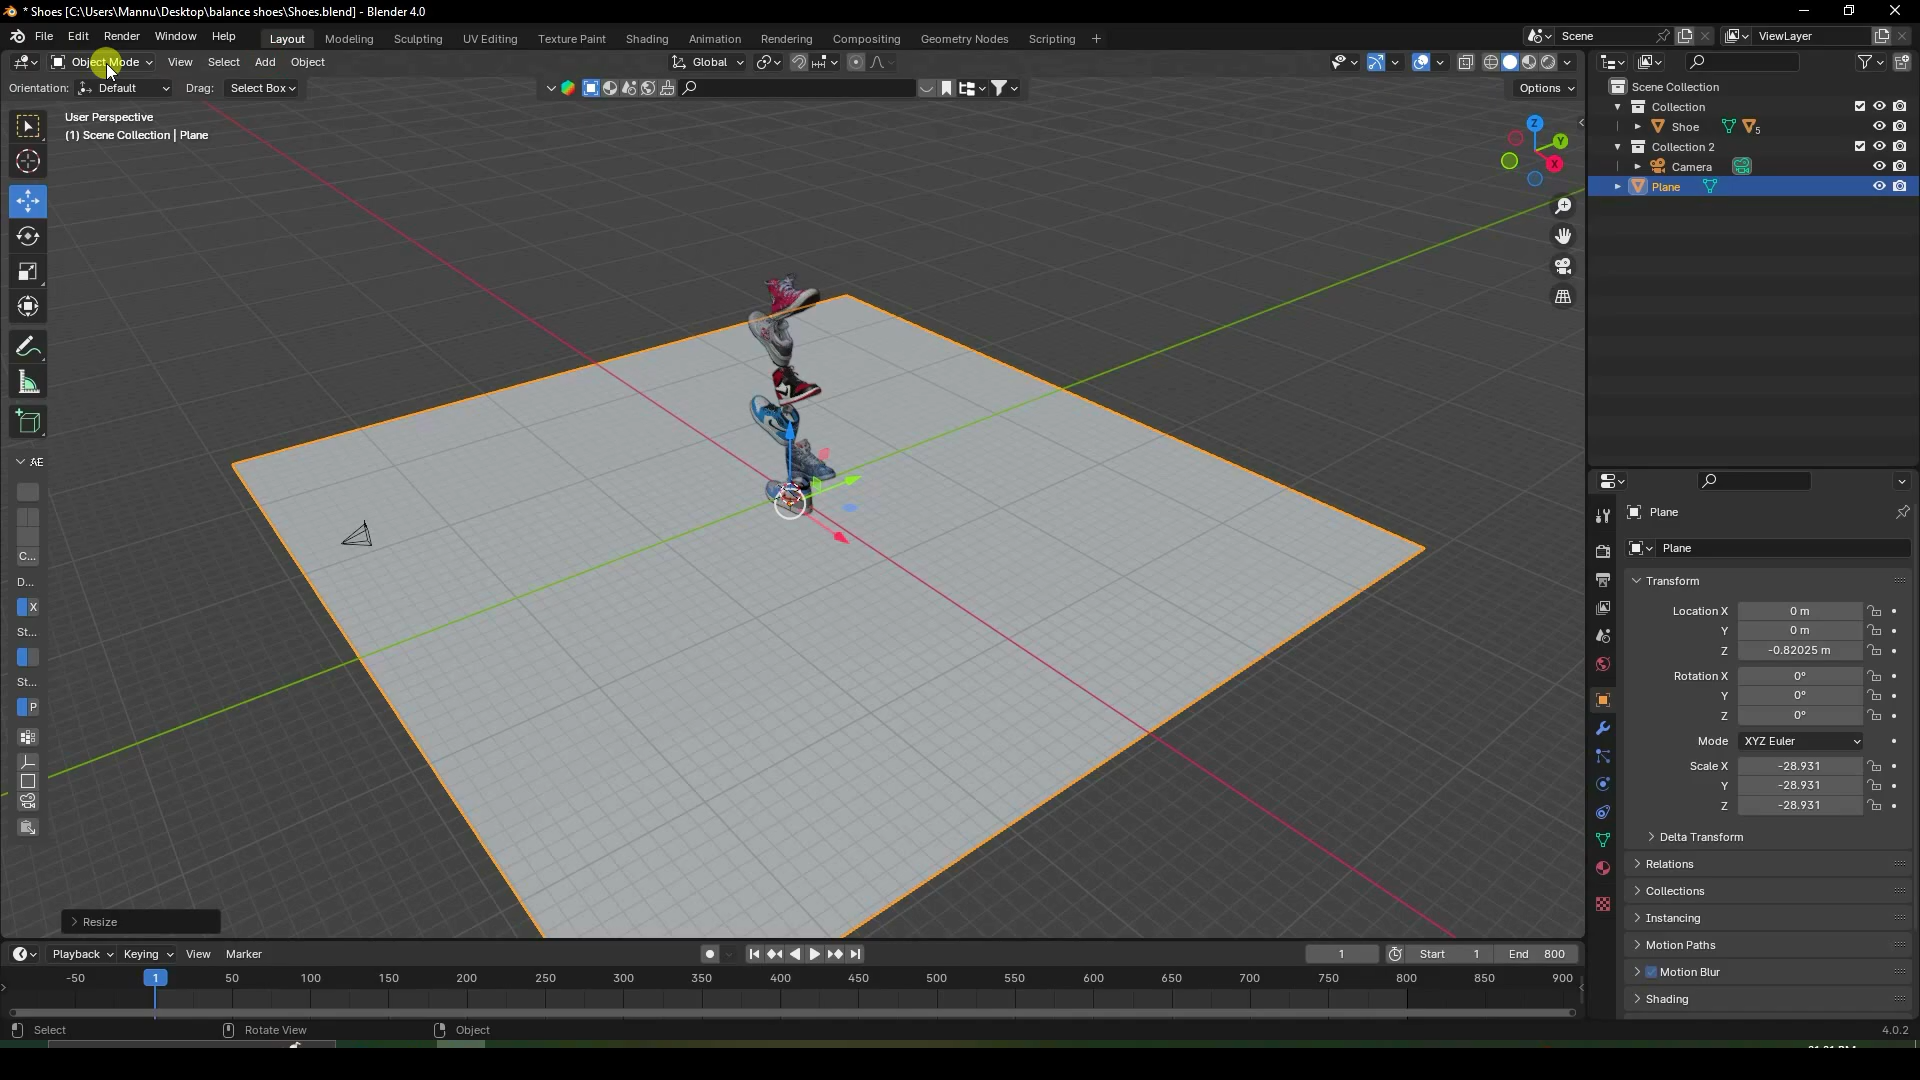 * Shoes [C:\Users\Mannu\Desktop\balance shoes\Shoes.blend] - Blender 4.0
File Edit Render Window Help Layout Modeling Sculpting UV Editing Texture Paint Shading Animation Rendering Compositing Geometry Nodes Scripting + Scene ViewLayer
Object Mode View Select Add Object Global
Orientation: Default Drag: Select Box Options
User Perspective
(1) Scene Collection | Plane
Z
Y
X
Scene Collection
Collection
Shoe 5
Collection 2
Camera
Plane
AE
C...
D...
X
St...
St...
P
Resize
Plane
Plane
Transform
Location X 0 m
Y 0 m
Z -0.82025 m
Rotation X 0°
Y 0°
Z 0°
Mode XYZ Euler
Scale X -28.931
Y -28.931
Z -28.931
Delta Transform
Relations
Collections
Instancing
Motion Paths
Motion Blur
Shading
Playback Keying View Marker 1 Start 1 End 800
-50 1 50 100 150 200 250 300 350 400 450 500 550 600 650 700 750 800 850 900
Select Rotate View Object 4.0.2